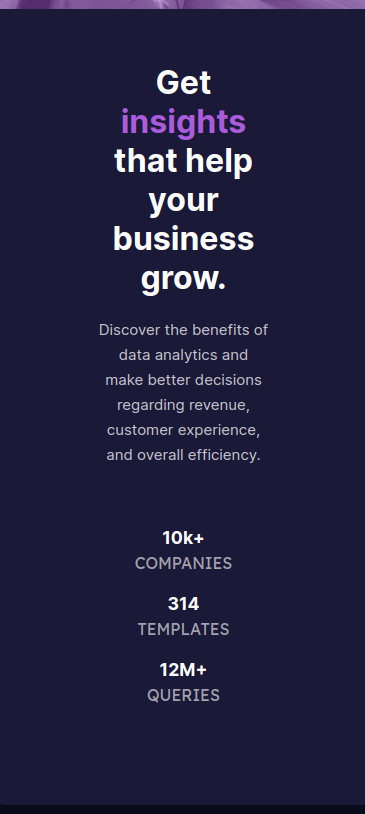 Get
insights
that help
your
business
grow.
Discover the benefits of
data analytics and
make better decisions
regarding revenue,
customer experience,
and overall efficiency.
10k+
COMPANIES
314
TEMPLATES
12M+
QUERIES